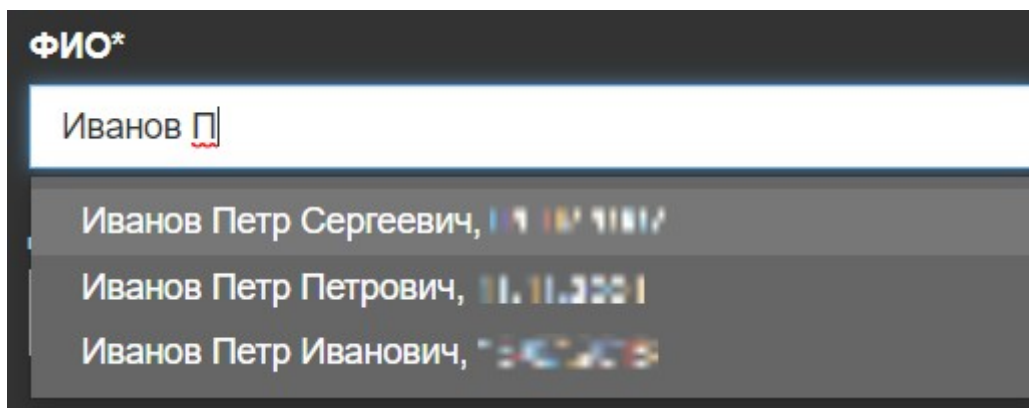 ФИО*
Иванов П
Иванов Петр Сергеевич,
Иванов Петр Петрович,
Иванов Петр Иванович,